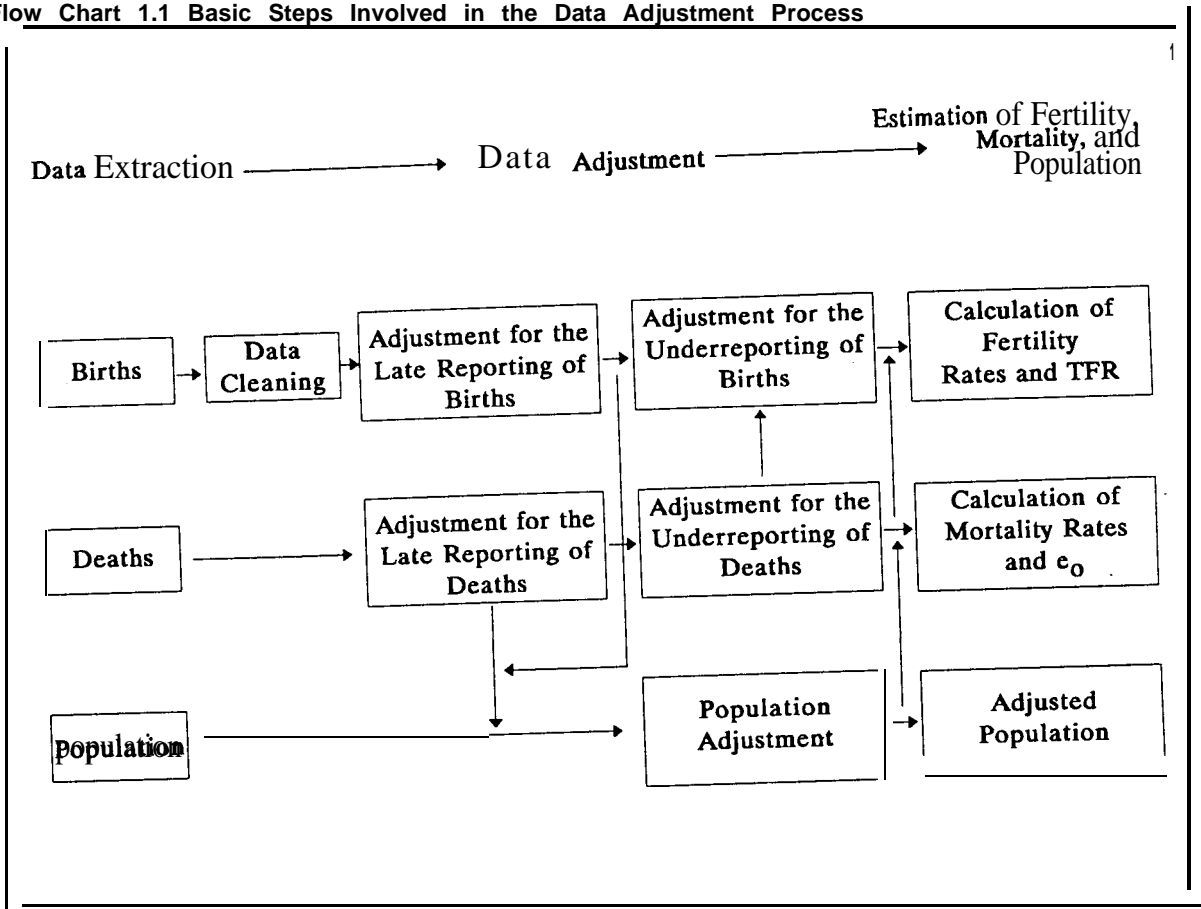 Flow Chart 1.1 Basic Steps Involved in the Data Adjustment Process
1
Data Extraction
Data Adjustment
Estimation of Fertility,
Mortality, and
Population
Births
Data
Cleaning
Adjustment for the
Late Reporting of
Births
Adjustment for the
Underreporting of
Births
Calculation of
Fertility
Rates and TFR
Deaths
Adjustment for the
Late Reporting of
Deaths
Adjustment for the
Underreporting of
Deaths
Calculation of
Mortality Rates
and eo
Population
Population
Adjustment
Adjusted
Population